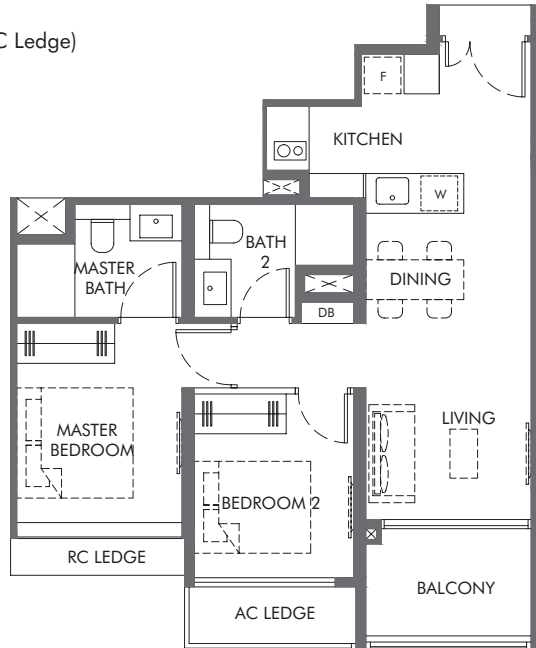 C Ledge)
F
KITCHEN
W
BATH
2
MASTER
BATH
DINING
DB
MASTER
BEDROOM
LIVING
BEDROOM 2
RC LEDGE
BALCONY
AC LEDGE